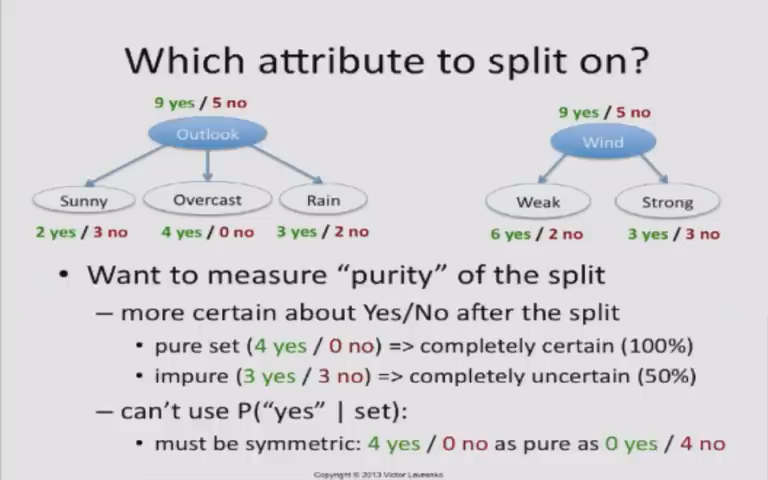 Which attribute to split on?
9 yes / 5 no
9 yes / 5 no
Outlook
Wind
Sunny
Overcast
Rain
Weak
Strong
2 yes / 3 no
4 yes / 0 no
3 yes / 2 no
6 yes / 2 no
3 yes / 3 no
• Want to measure “purity” of the split
– more certain about Yes/No after the split
• pure set (4 yes / 0 no) => completely certain (100%)
• impure (3 yes / 3 no) => completely uncertain (50%)
– can’t use P(“yes” | set):
• must be symmetric: 4 yes / 0 no as pure as 0 yes / 4 no
Copyright © 2013 Victor Lavrenko